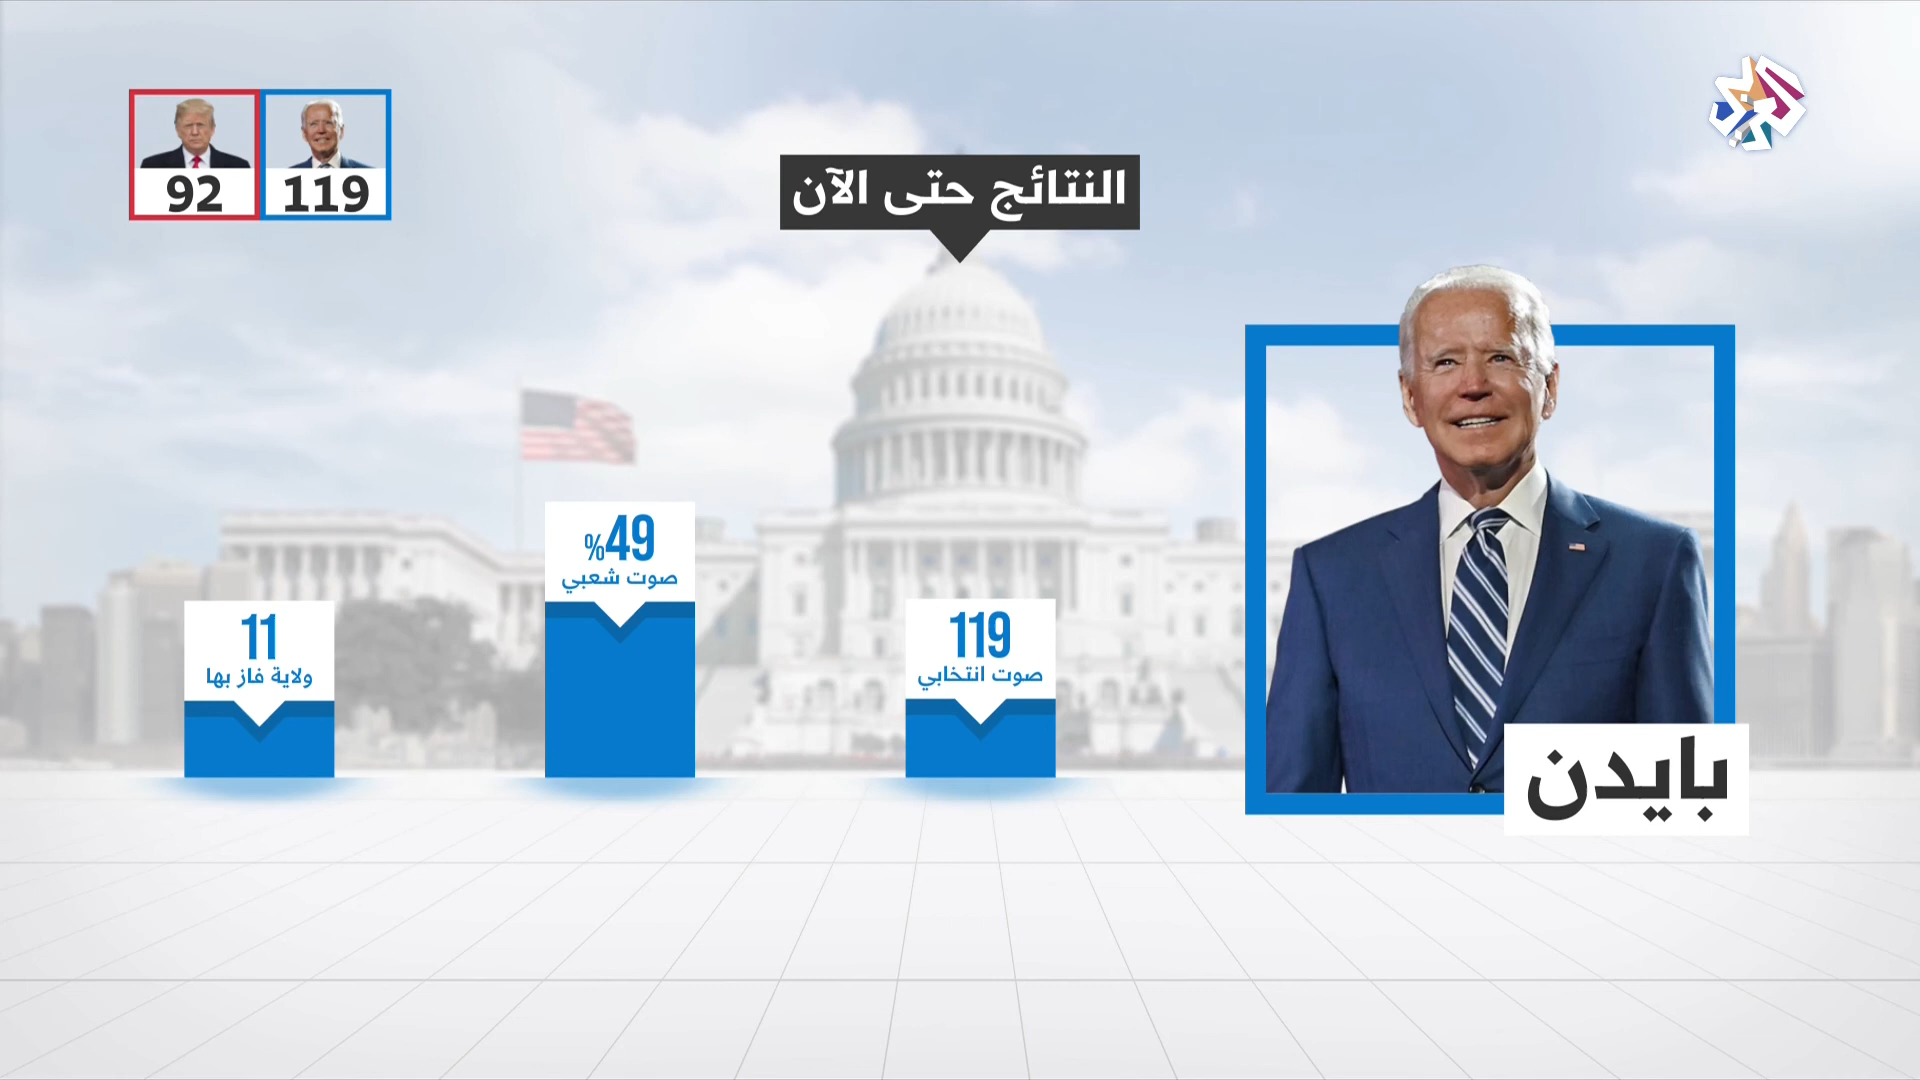 92
119
النتائج حتى الآن
119
صوت انتخابي
%49
صوت شعبي
11
ولاية فاز بها
بايدن